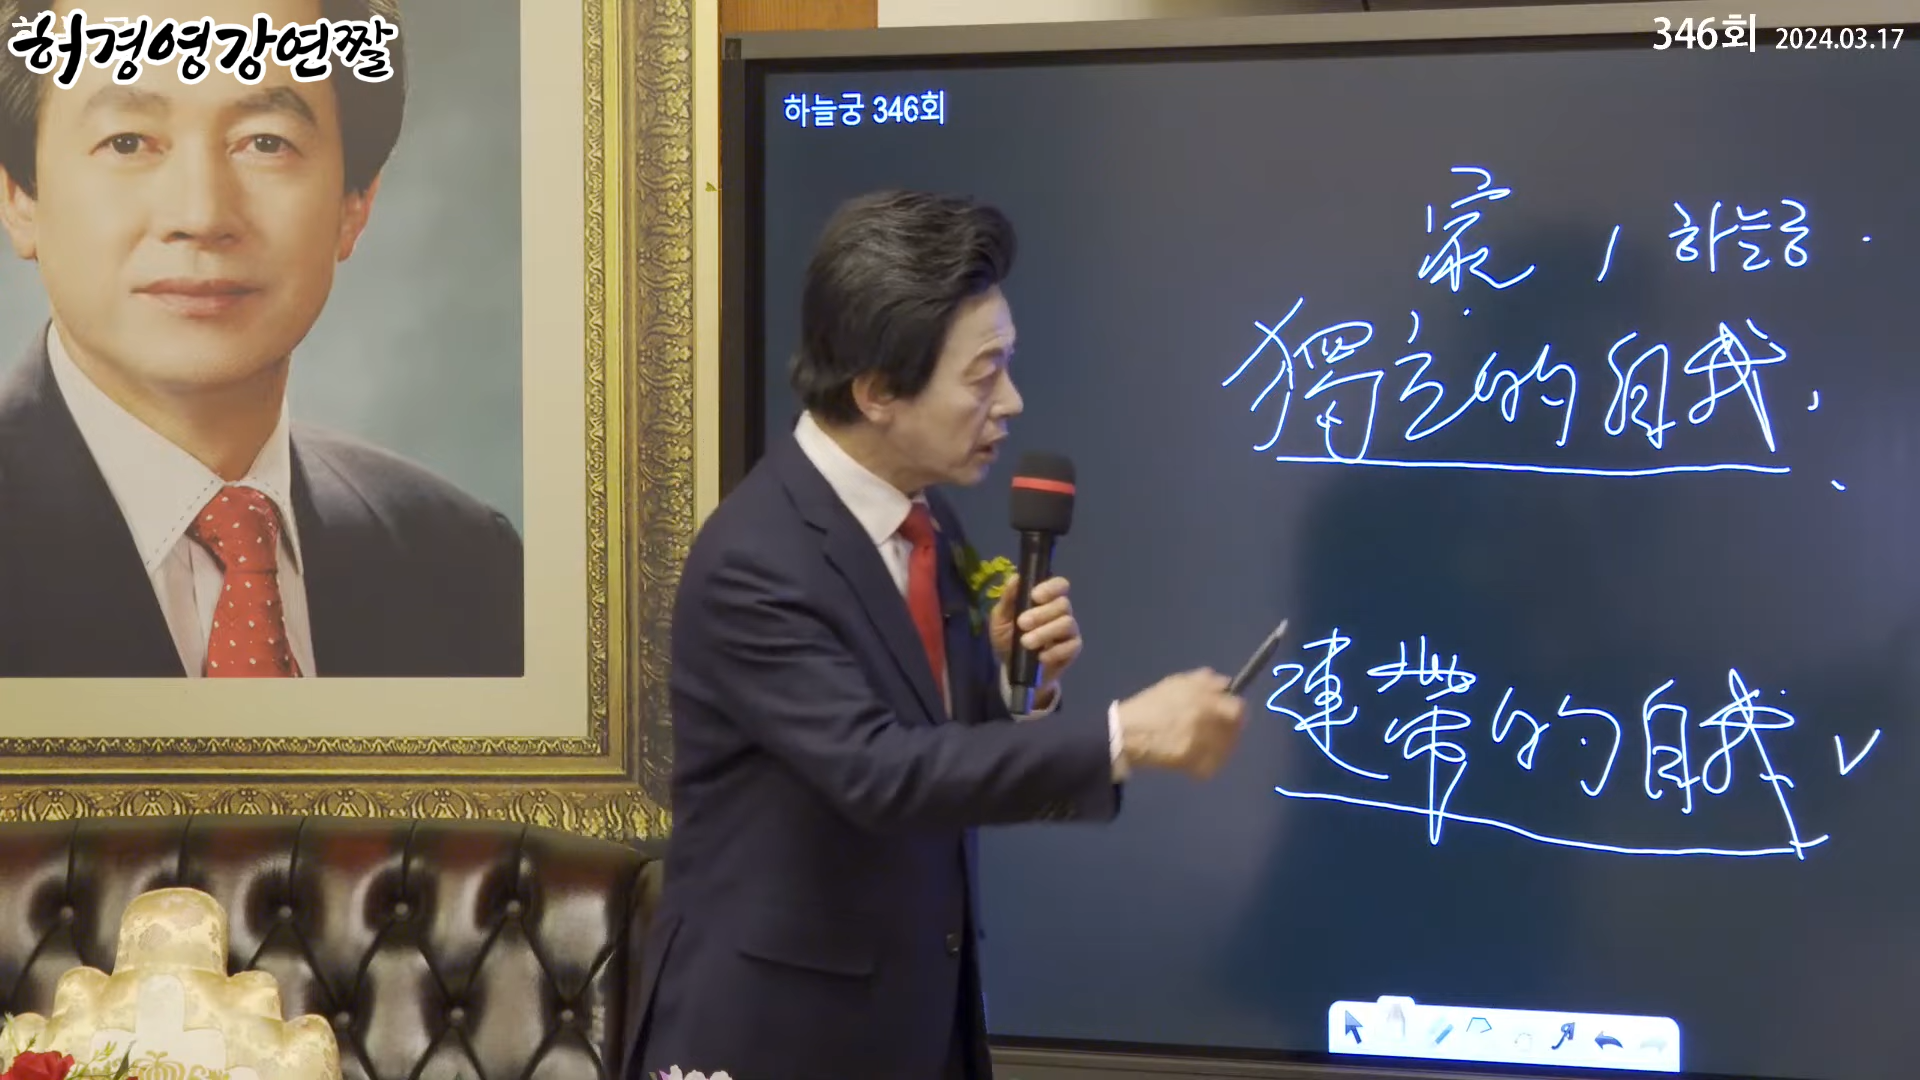 허경영강연짤
346회 2024.03.17
하늘궁 346회
家, 하늘궁.
獨立的 自我,
連帶的 自我 ✓